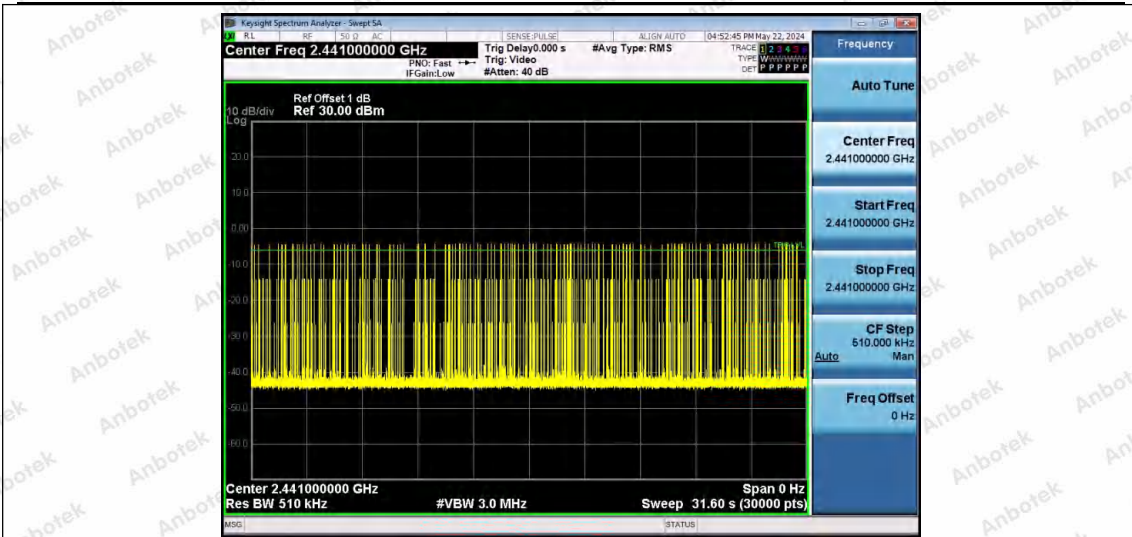 Keysight Spectrum Analyzer - Swept SA
RL RF 50 Ω AC SENSE:PULSE ALIGN AUTO 04:52:45 PM May 22, 2024
Center Freq 2.441000000 GHz
PNO: Fast
IFGain:Low
Trig Delay0.000 s
Trig: Video
#Atten: 40 dB
#Avg Type: RMS
TRACE 1 2 3 4 5 6
TYPE W
DET P P P P P P
Ref Offset 1 dB
10 dB/div Ref 30.00 dBm
Log
20.0
10.0
0.00
-10.0
-20.0
-30.0
-40.0
-50.0
-60.0
TRIG LVL
Center 2.441000000 GHz Span 0 Hz
Res BW 510 kHz #VBW 3.0 MHz Sweep 31.60 s (30000 pts)
MSG STATUS
Frequency
Auto Tune
Center Freq
2.441000000 GHz
Start Freq
2.441000000 GHz
Stop Freq
2.441000000 GHz
CF Step
510.000 kHz
Auto Man
Freq Offset
0 Hz
Anbotek